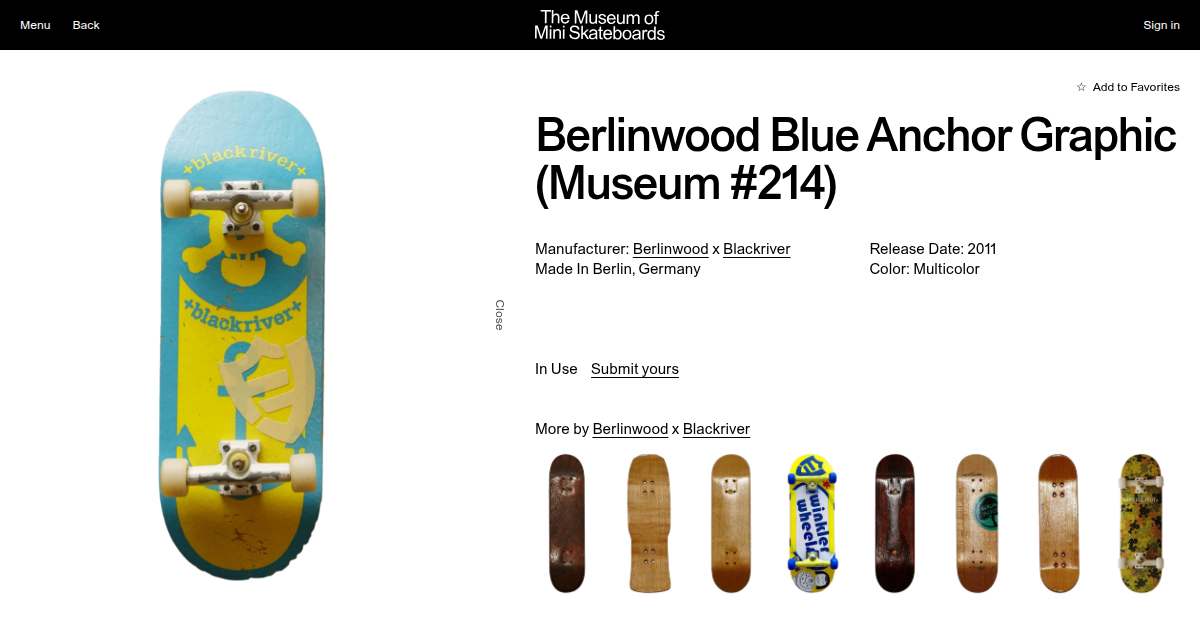 Menu
Back
The Museum of
Mini Skateboards
Sign in
☆ Add to Favorites
Berlinwood Blue Anchor Graphic
(Museum #214)
Manufacturer: Berlinwood x Blackriver
Made In Berlin, Germany
Release Date: 2011
Color: Multicolor
Close
In Use
Submit yours
More by Berlinwood x Blackriver
+blackriver+
+blackriver+
winkler
wheels